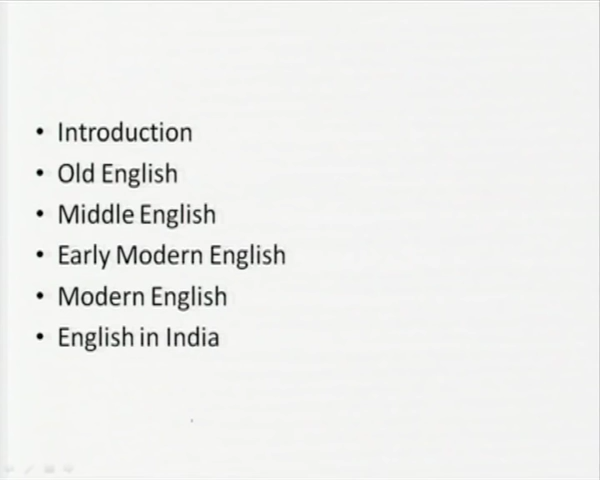 • Introduction
• Old English
• Middle English
• Early Modern English
• Modern English
• English in India